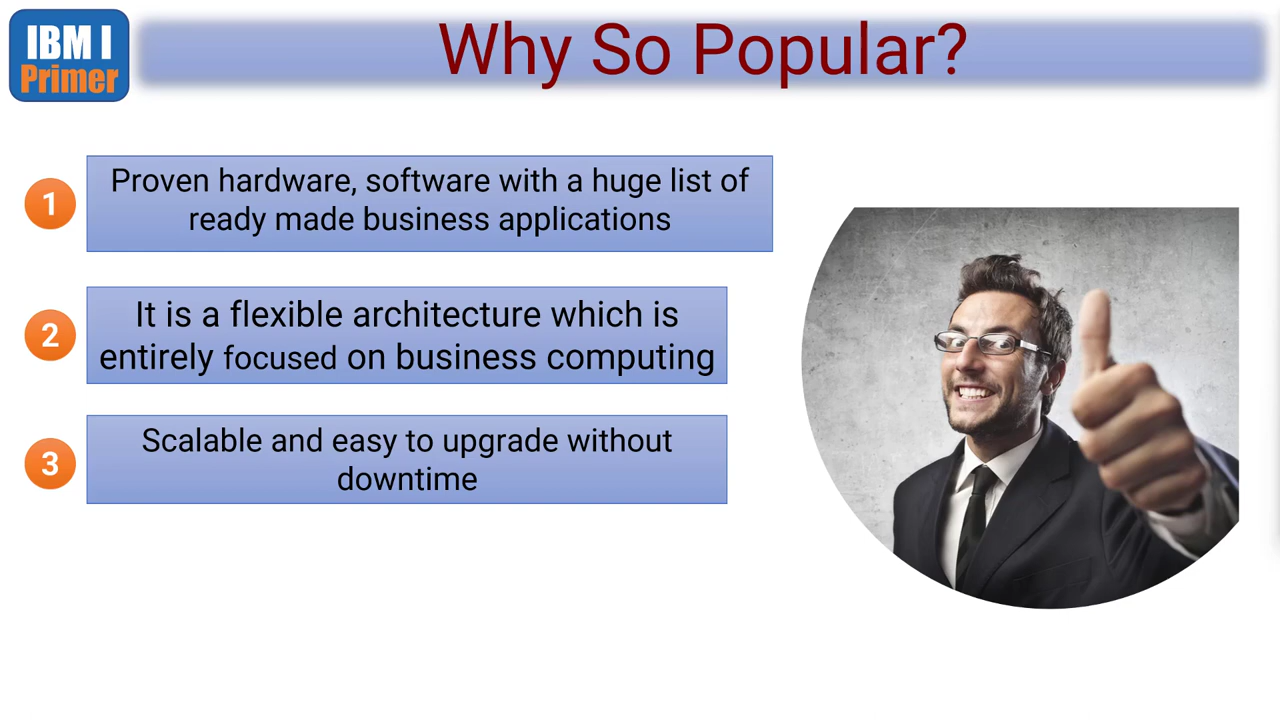 IBM I
Primer
Why So Popular?
1
Proven hardware, software with a huge list of
ready made business applications
2
It is a flexible architecture which is
entirely focused on business computing
3
Scalable and easy to upgrade without
downtime